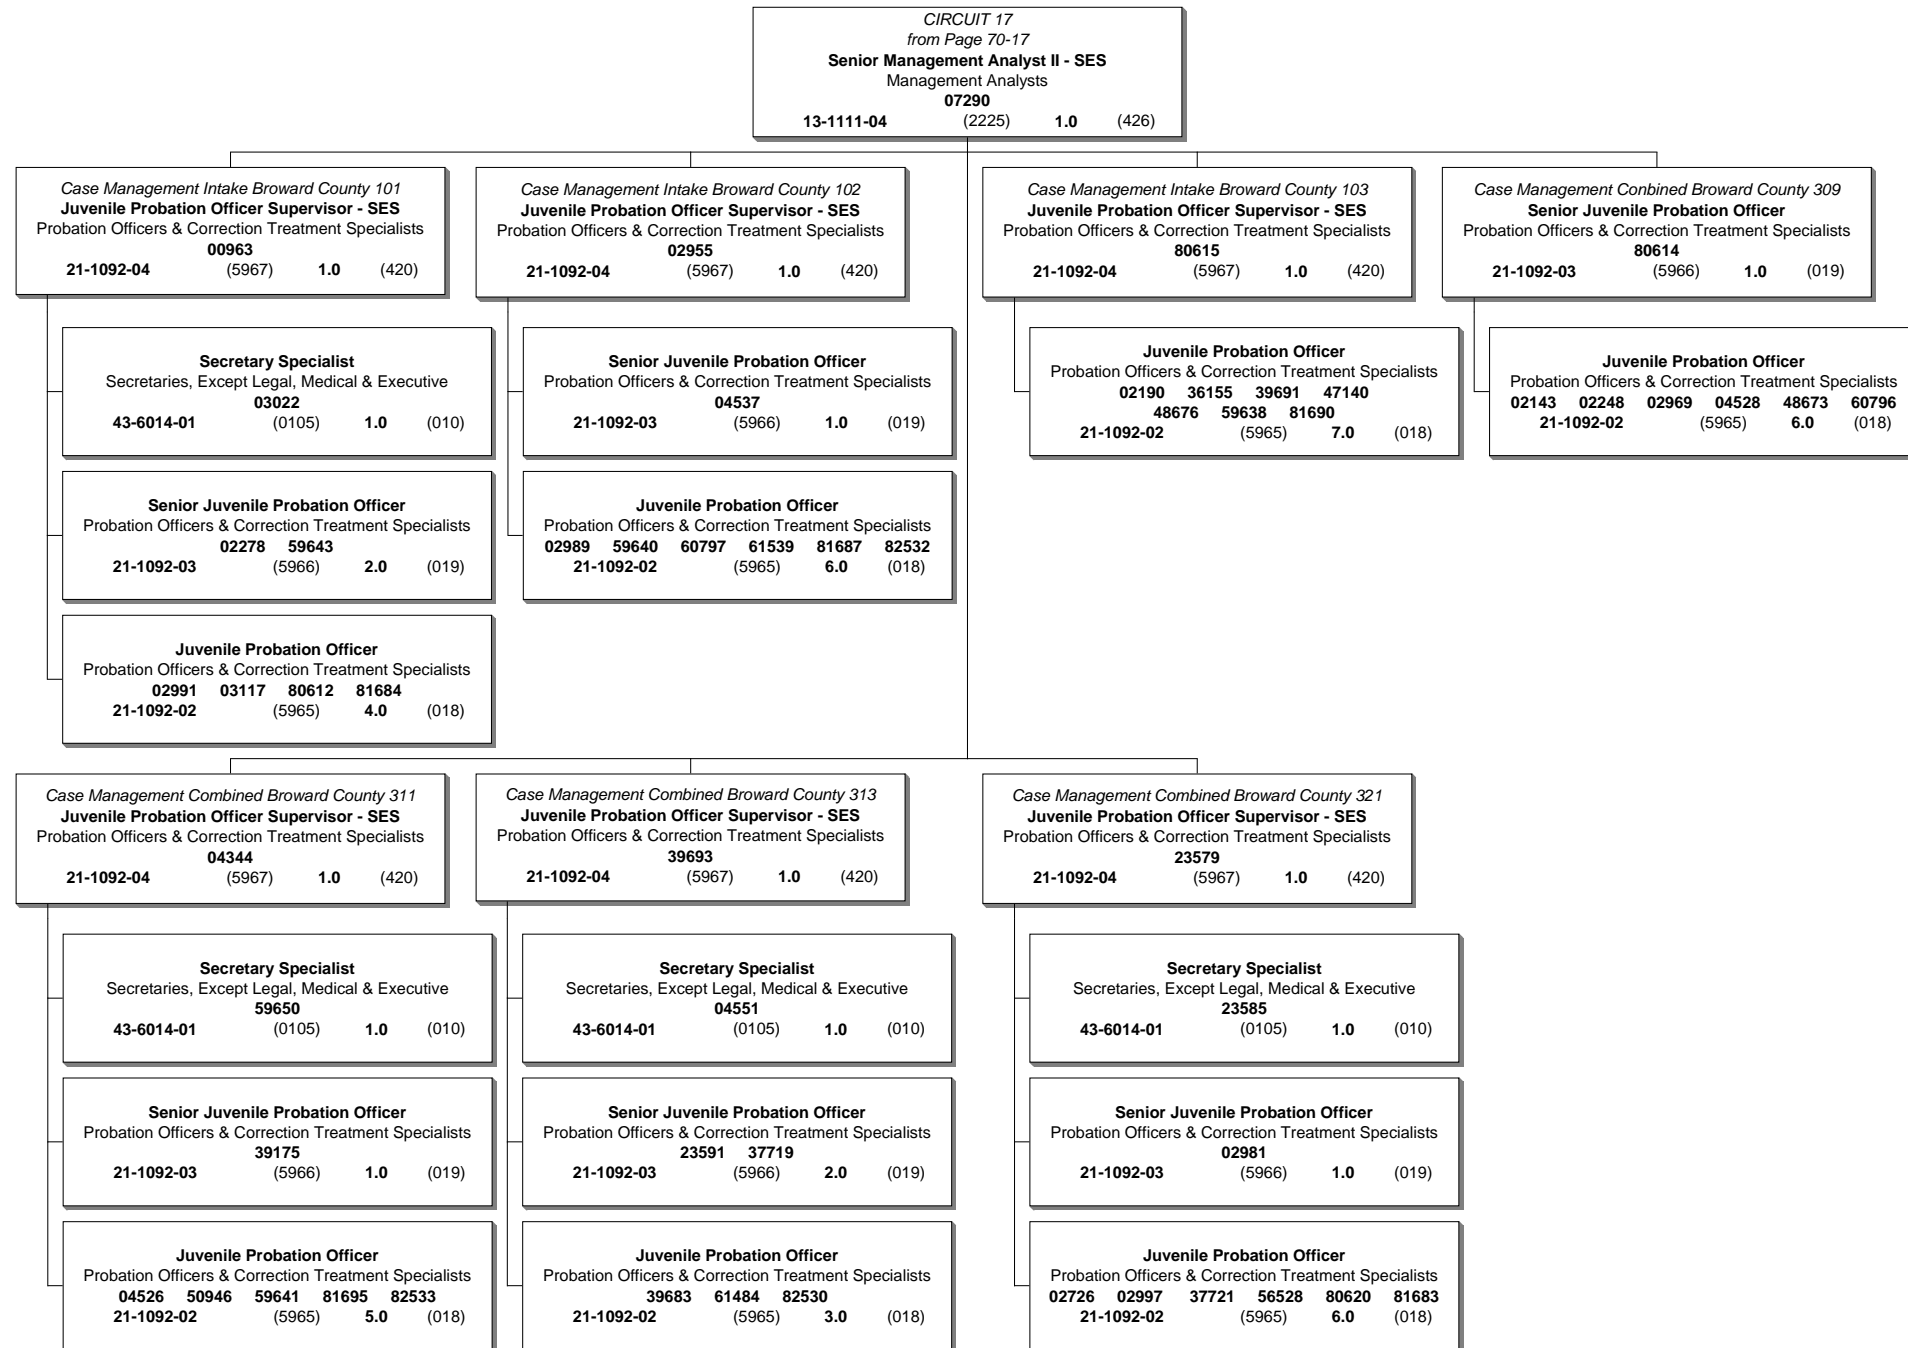 CIRCUIT 17
from Page 70-17
Senior Management Analyst II - SES
Management Analysts
07290
13-1111-04 (2225) 1.0 (426)
Case Management Intake Broward County 101
Juvenile Probation Officer Supervisor - SES
Probation Officers & Correction Treatment Specialists
00963
21-1092-04 (5967) 1.0 (420)
Secretary Specialist
Secretaries, Except Legal, Medical & Executive
03022
43-6014-01 (0105) 1.0 (010)
Senior Juvenile Probation Officer
Probation Officers & Correction Treatment Specialists
02278 59643
21-1092-03 (5966) 2.0 (019)
Juvenile Probation Officer
Probation Officers & Correction Treatment Specialists
02991 03117 80612 81684
21-1092-02 (5965) 4.0 (018)
Case Management Intake Broward County 102
Juvenile Probation Officer Supervisor - SES
Probation Officers & Correction Treatment Specialists
02955
21-1092-04 (5967) 1.0 (420)
Senior Juvenile Probation Officer
Probation Officers & Correction Treatment Specialists
04537
21-1092-03 (5966) 1.0 (019)
Juvenile Probation Officer
Probation Officers & Correction Treatment Specialists
02989 59640 60797 61539 81687 82532
21-1092-02 (5965) 6.0 (018)
Case Management Intake Broward County 103
Juvenile Probation Officer Supervisor - SES
Probation Officers & Correction Treatment Specialists
80615
21-1092-04 (5967) 1.0 (420)
Juvenile Probation Officer
Probation Officers & Correction Treatment Specialists
02190 36155 39691 47140
48676 59638 81690
21-1092-02 (5965) 7.0 (018)
Case Management Conbined Broward County 309
Senior Juvenile Probation Officer
Probation Officers & Correction Treatment Specialists
80614
21-1092-03 (5966) 1.0 (019)
Juvenile Probation Officer
Probation Officers & Correction Treatment Specialists
02143 02248 02969 04528 48673 60796
21-1092-02 (5965) 6.0 (018)
Case Management Combined Broward County 311
Juvenile Probation Officer Supervisor - SES
Probation Officers & Correction Treatment Specialists
04344
21-1092-04 (5967) 1.0 (420)
Secretary Specialist
Secretaries, Except Legal, Medical & Executive
59650
43-6014-01 (0105) 1.0 (010)
Senior Juvenile Probation Officer
Probation Officers & Correction Treatment Specialists
39175
21-1092-03 (5966) 1.0 (019)
Juvenile Probation Officer
Probation Officers & Correction Treatment Specialists
04526 50946 59641 81695 82533
21-1092-02 (5965) 5.0 (018)
Case Management Combined Broward County 313
Juvenile Probation Officer Supervisor - SES
Probation Officers & Correction Treatment Specialists
39693
21-1092-04 (5967) 1.0 (420)
Secretary Specialist
Secretaries, Except Legal, Medical & Executive
04551
43-6014-01 (0105) 1.0 (010)
Senior Juvenile Probation Officer
Probation Officers & Correction Treatment Specialists
23591 37719
21-1092-03 (5966) 2.0 (019)
Juvenile Probation Officer
Probation Officers & Correction Treatment Specialists
39683 61484 82530
21-1092-02 (5965) 3.0 (018)
Case Management Combined Broward County 321
Juvenile Probation Officer Supervisor - SES
Probation Officers & Correction Treatment Specialists
23579
21-1092-04 (5967) 1.0 (420)
Secretary Specialist
Secretaries, Except Legal, Medical & Executive
23585
43-6014-01 (0105) 1.0 (010)
Senior Juvenile Probation Officer
Probation Officers & Correction Treatment Specialists
02981
21-1092-03 (5966) 1.0 (019)
Juvenile Probation Officer
Probation Officers & Correction Treatment Specialists
02726 02997 37721 56528 80620 81683
21-1092-02 (5965) 6.0 (018)